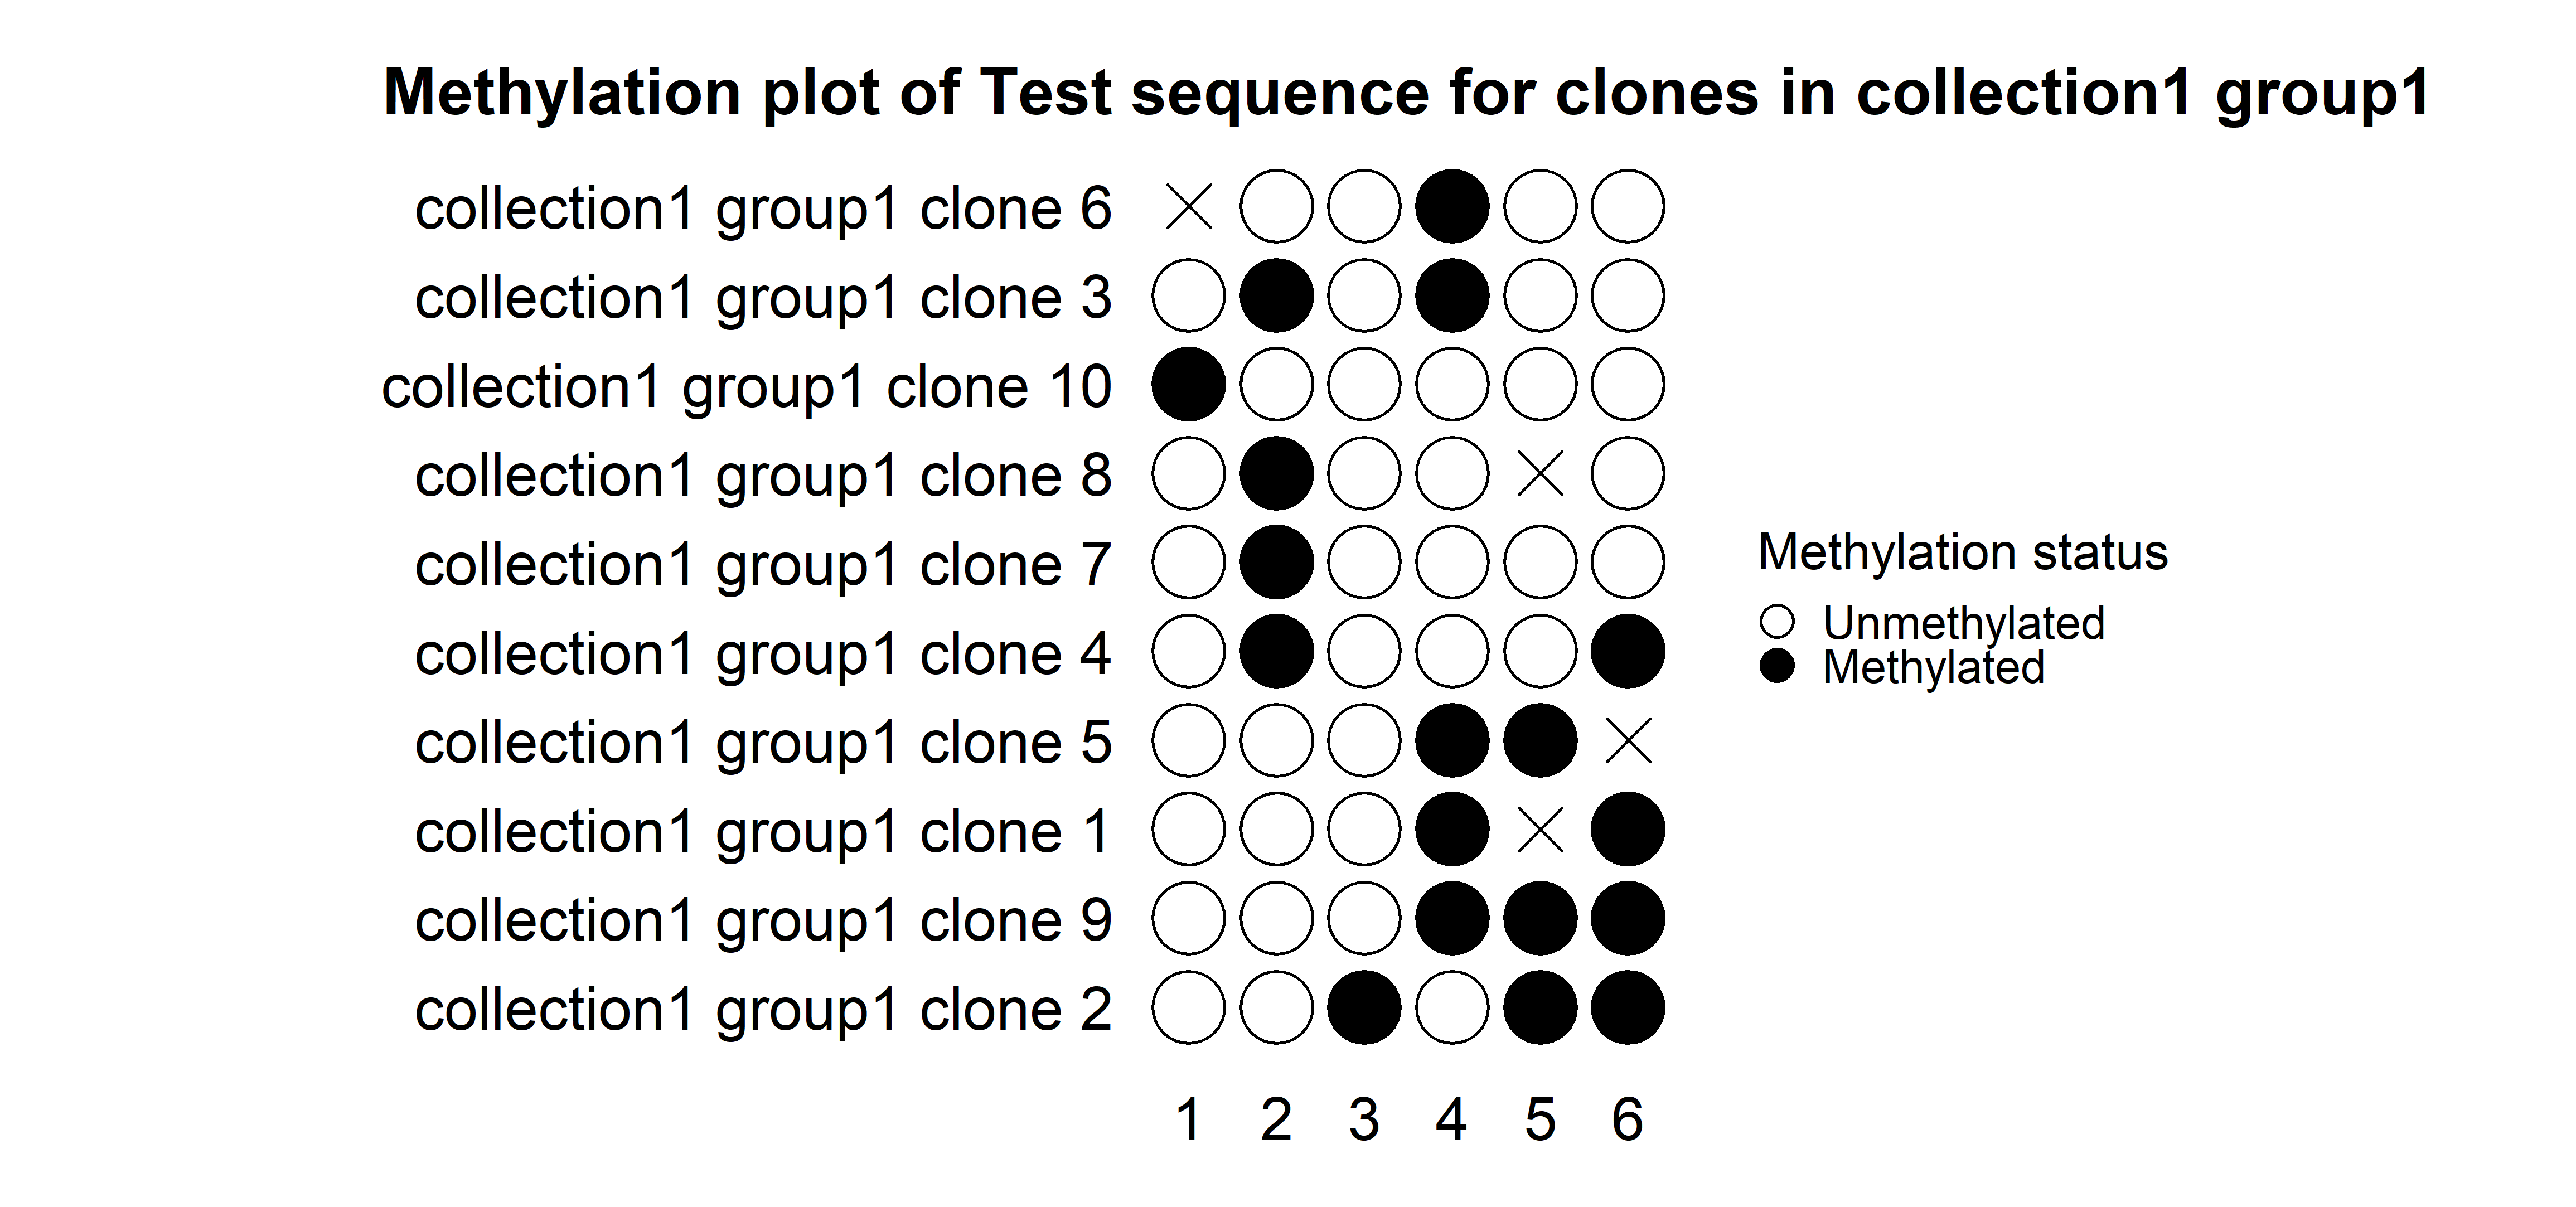 Methylation plot of Test sequence for clones in collection1 group1
collection1 group1 clone 6
collection1 group1 clone 3
collection1 group1 clone 10
collection1 group1 clone 8
collection1 group1 clone 7
collection1 group1 clone 4
collection1 group1 clone 5
collection1 group1 clone 1
collection1 group1 clone 9
collection1 group1 clone 2
1 2 3 4 5 6
Methylation status
Unmethylated
Methylated